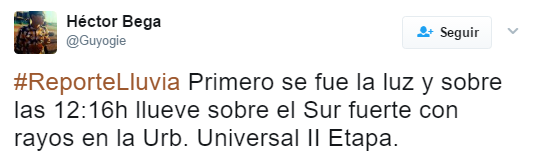 Héctor Bega
@Guyogie
Seguir
#ReporteLluvia Primero se fue la luz y sobre
las 12:16h llueve sobre el Sur fuerte con
rayos en la Urb. Universal II Etapa.